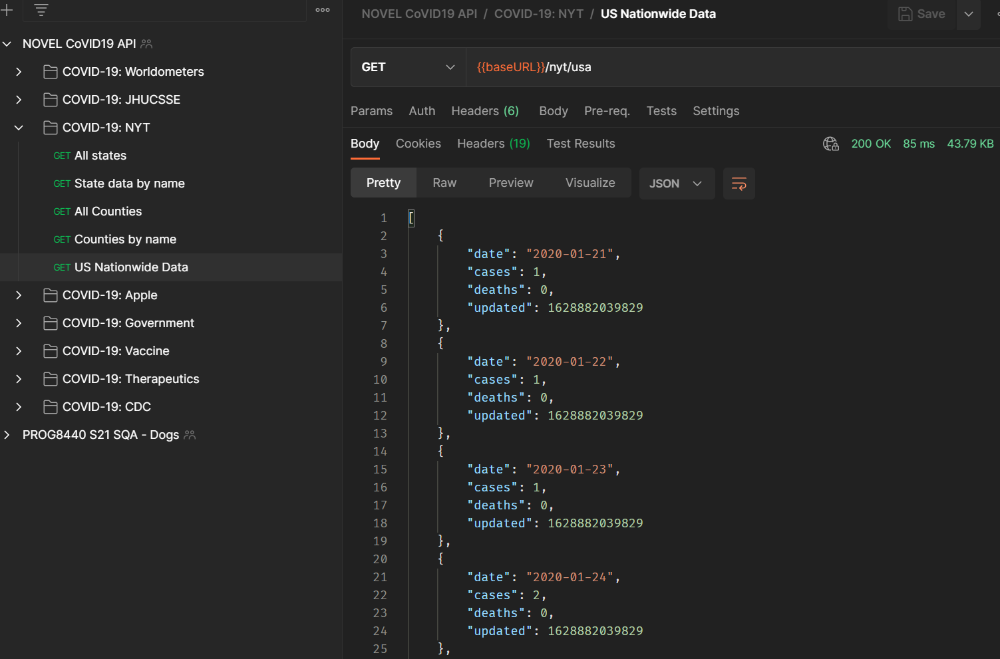 NOVEL CoVID19 API
COVID-19: Worldometers
COVID-19: JHUCSSE
COVID-19: NYT
GET All states
GET State data by name
GET All Counties
GET Counties by name
GET US Nationwide Data
COVID-19: Apple
COVID-19: Government
COVID-19: Vaccine
COVID-19: Therapeutics
COVID-19: CDC
PROG8440 S21 SQA - Dogs
NOVEL CoVID19 API / COVID-19: NYT / US Nationwide Data Save
GET {{baseURL}}/nyt/usa
Params Auth Headers (6) Body Pre-req. Tests Settings
Body Cookies Headers (19) Test Results 200 OK 85 ms 43.79 KB
Pretty Raw Preview Visualize JSON
1 [
2 {
3 "date": "2020-01-21",
4 "cases": 1,
5 "deaths": 0,
6 "updated": 1628882039829
7 },
8 {
9 "date": "2020-01-22",
10 "cases": 1,
11 "deaths": 0,
12 "updated": 1628882039829
13 },
14 {
15 "date": "2020-01-23",
16 "cases": 1,
17 "deaths": 0,
18 "updated": 1628882039829
19 },
20 {
21 "date": "2020-01-24",
22 "cases": 2,
23 "deaths": 0,
24 "updated": 1628882039829
25 },